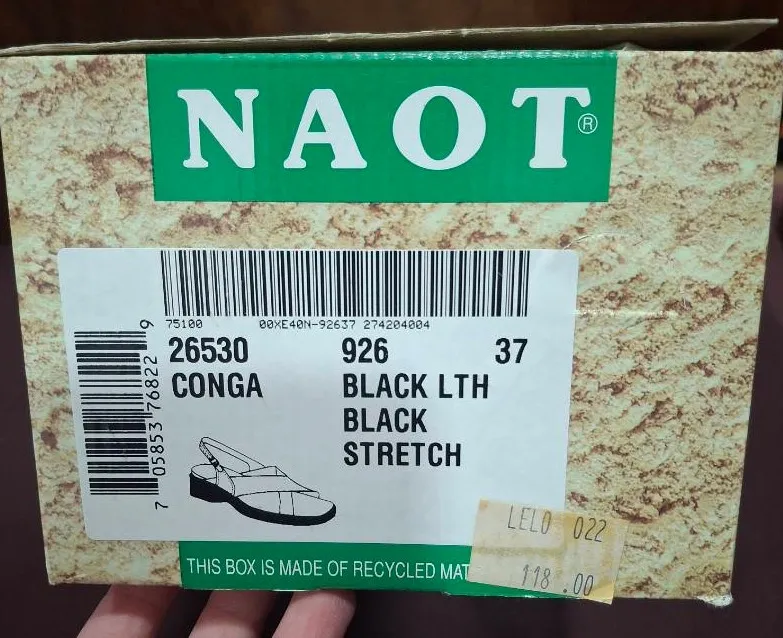 NAOT®
75100 00XE40N-92637 274204004
26530 926 37
CONGA BLACK LTH
BLACK
STRETCH
7 05853 76822 9
THIS BOX IS MADE OF RECYCLED MAT
LELO 022
118.00